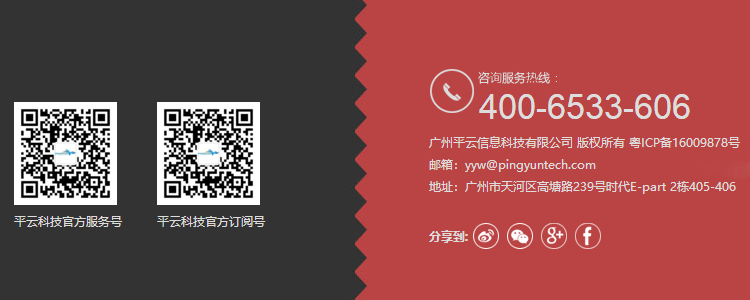 平云科技官方服务号
平云科技官方订阅号
咨询服务热线：
400-6533-606
广州平云信息科技有限公司 版权所有 粤ICP备16009878号
邮箱：yyw@pingyuntech.com
地址：广州市天河区高塘路239号时代E-part 2栋405-406
分享到: